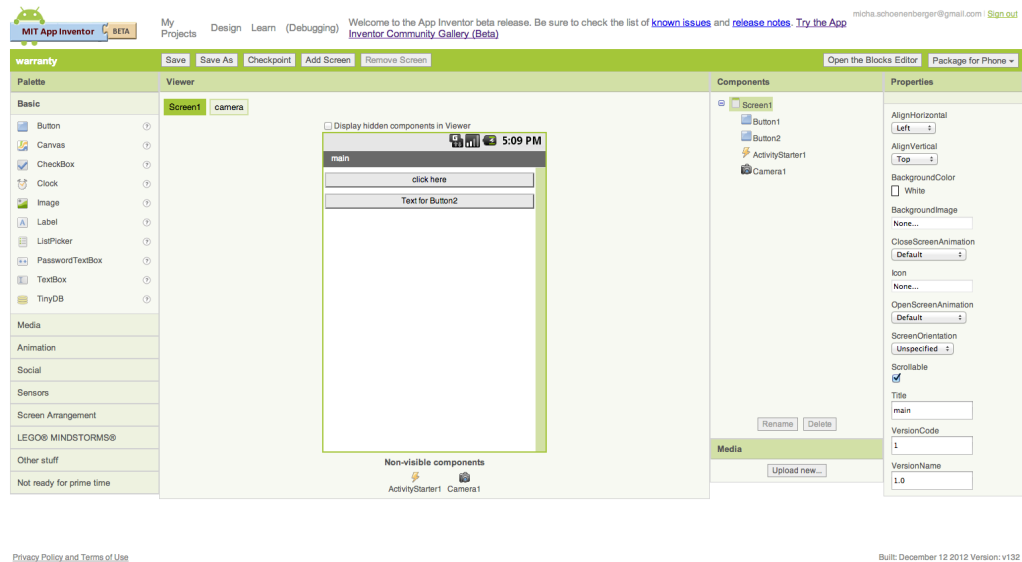 micha.schoenenberger@gmail.com | Sign out
MIT App Inventor BETA
My Projects Design Learn (Debugging)
Welcome to the App Inventor beta release. Be sure to check the list of known issues and release notes. Try the App
Inventor Community Gallery (Beta)
warranty
Save Save As Checkpoint Add Screen Remove Screen
Open the Blocks Editor Package for Phone
Palette
Basic
Button
Canvas
CheckBox
Clock
Image
Label
ListPicker
PasswordTextBox
TextBox
TinyDB
Media
Animation
Social
Sensors
Screen Arrangement
LEGO® MINDSTORMS®
Other stuff
Not ready for prime time
Viewer
Screen1 camera
Display hidden components in Viewer
5:09 PM
main
click here
Text for Button2
Non-visible components
ActivityStarter1 Camera1
Components
Screen1
Button1
Button2
ActivityStarter1
Camera1
Rename Delete
Media
Upload new...
Properties
AlignHorizontal
Left
AlignVertical
Top
BackgroundColor
White
BackgroundImage
None...
CloseScreenAnimation
Default
Icon
None...
OpenScreenAnimation
Default
ScreenOrientation
Unspecified
Scrollable
Title
main
VersionCode
1
VersionName
1.0
Privacy Policy and Terms of Use
Built: December 12 2012 Version: v132